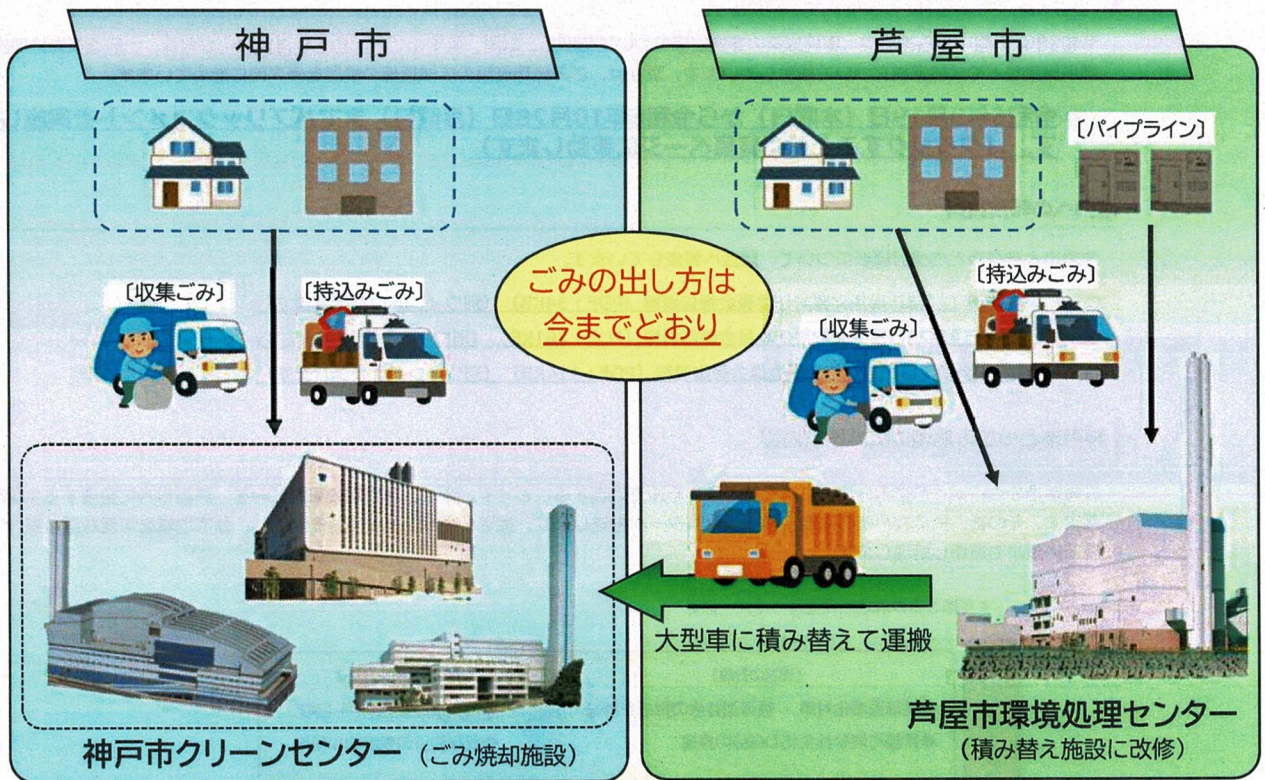 神戸市
芦屋市
〔パイプライン〕
〔収集ごみ〕
〔持込みごみ〕
ごみの出し方は
今までどおり
〔持込みごみ〕
〔収集ごみ〕
大型車に積み替えて運搬
神戸市クリーンセンター(ごみ焼却施設)
芦屋市環境処理センター
(積み替え施設に改修)